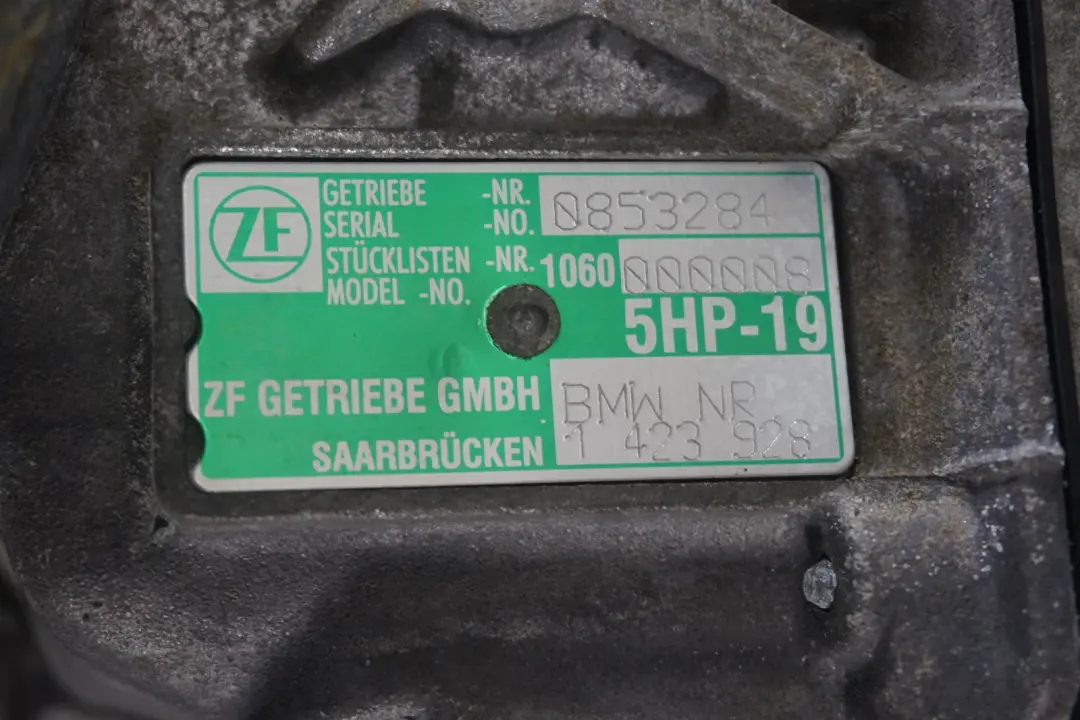 ZF
GETRIEBE -NR. 0853284
SERIAL -NO.
STÜCKLISTEN -NR. 1060 000008
MODEL -NO.
5HP-19
ZF GETRIEBE GMBH
SAARBRÜCKEN
BMW NR
1 423 928